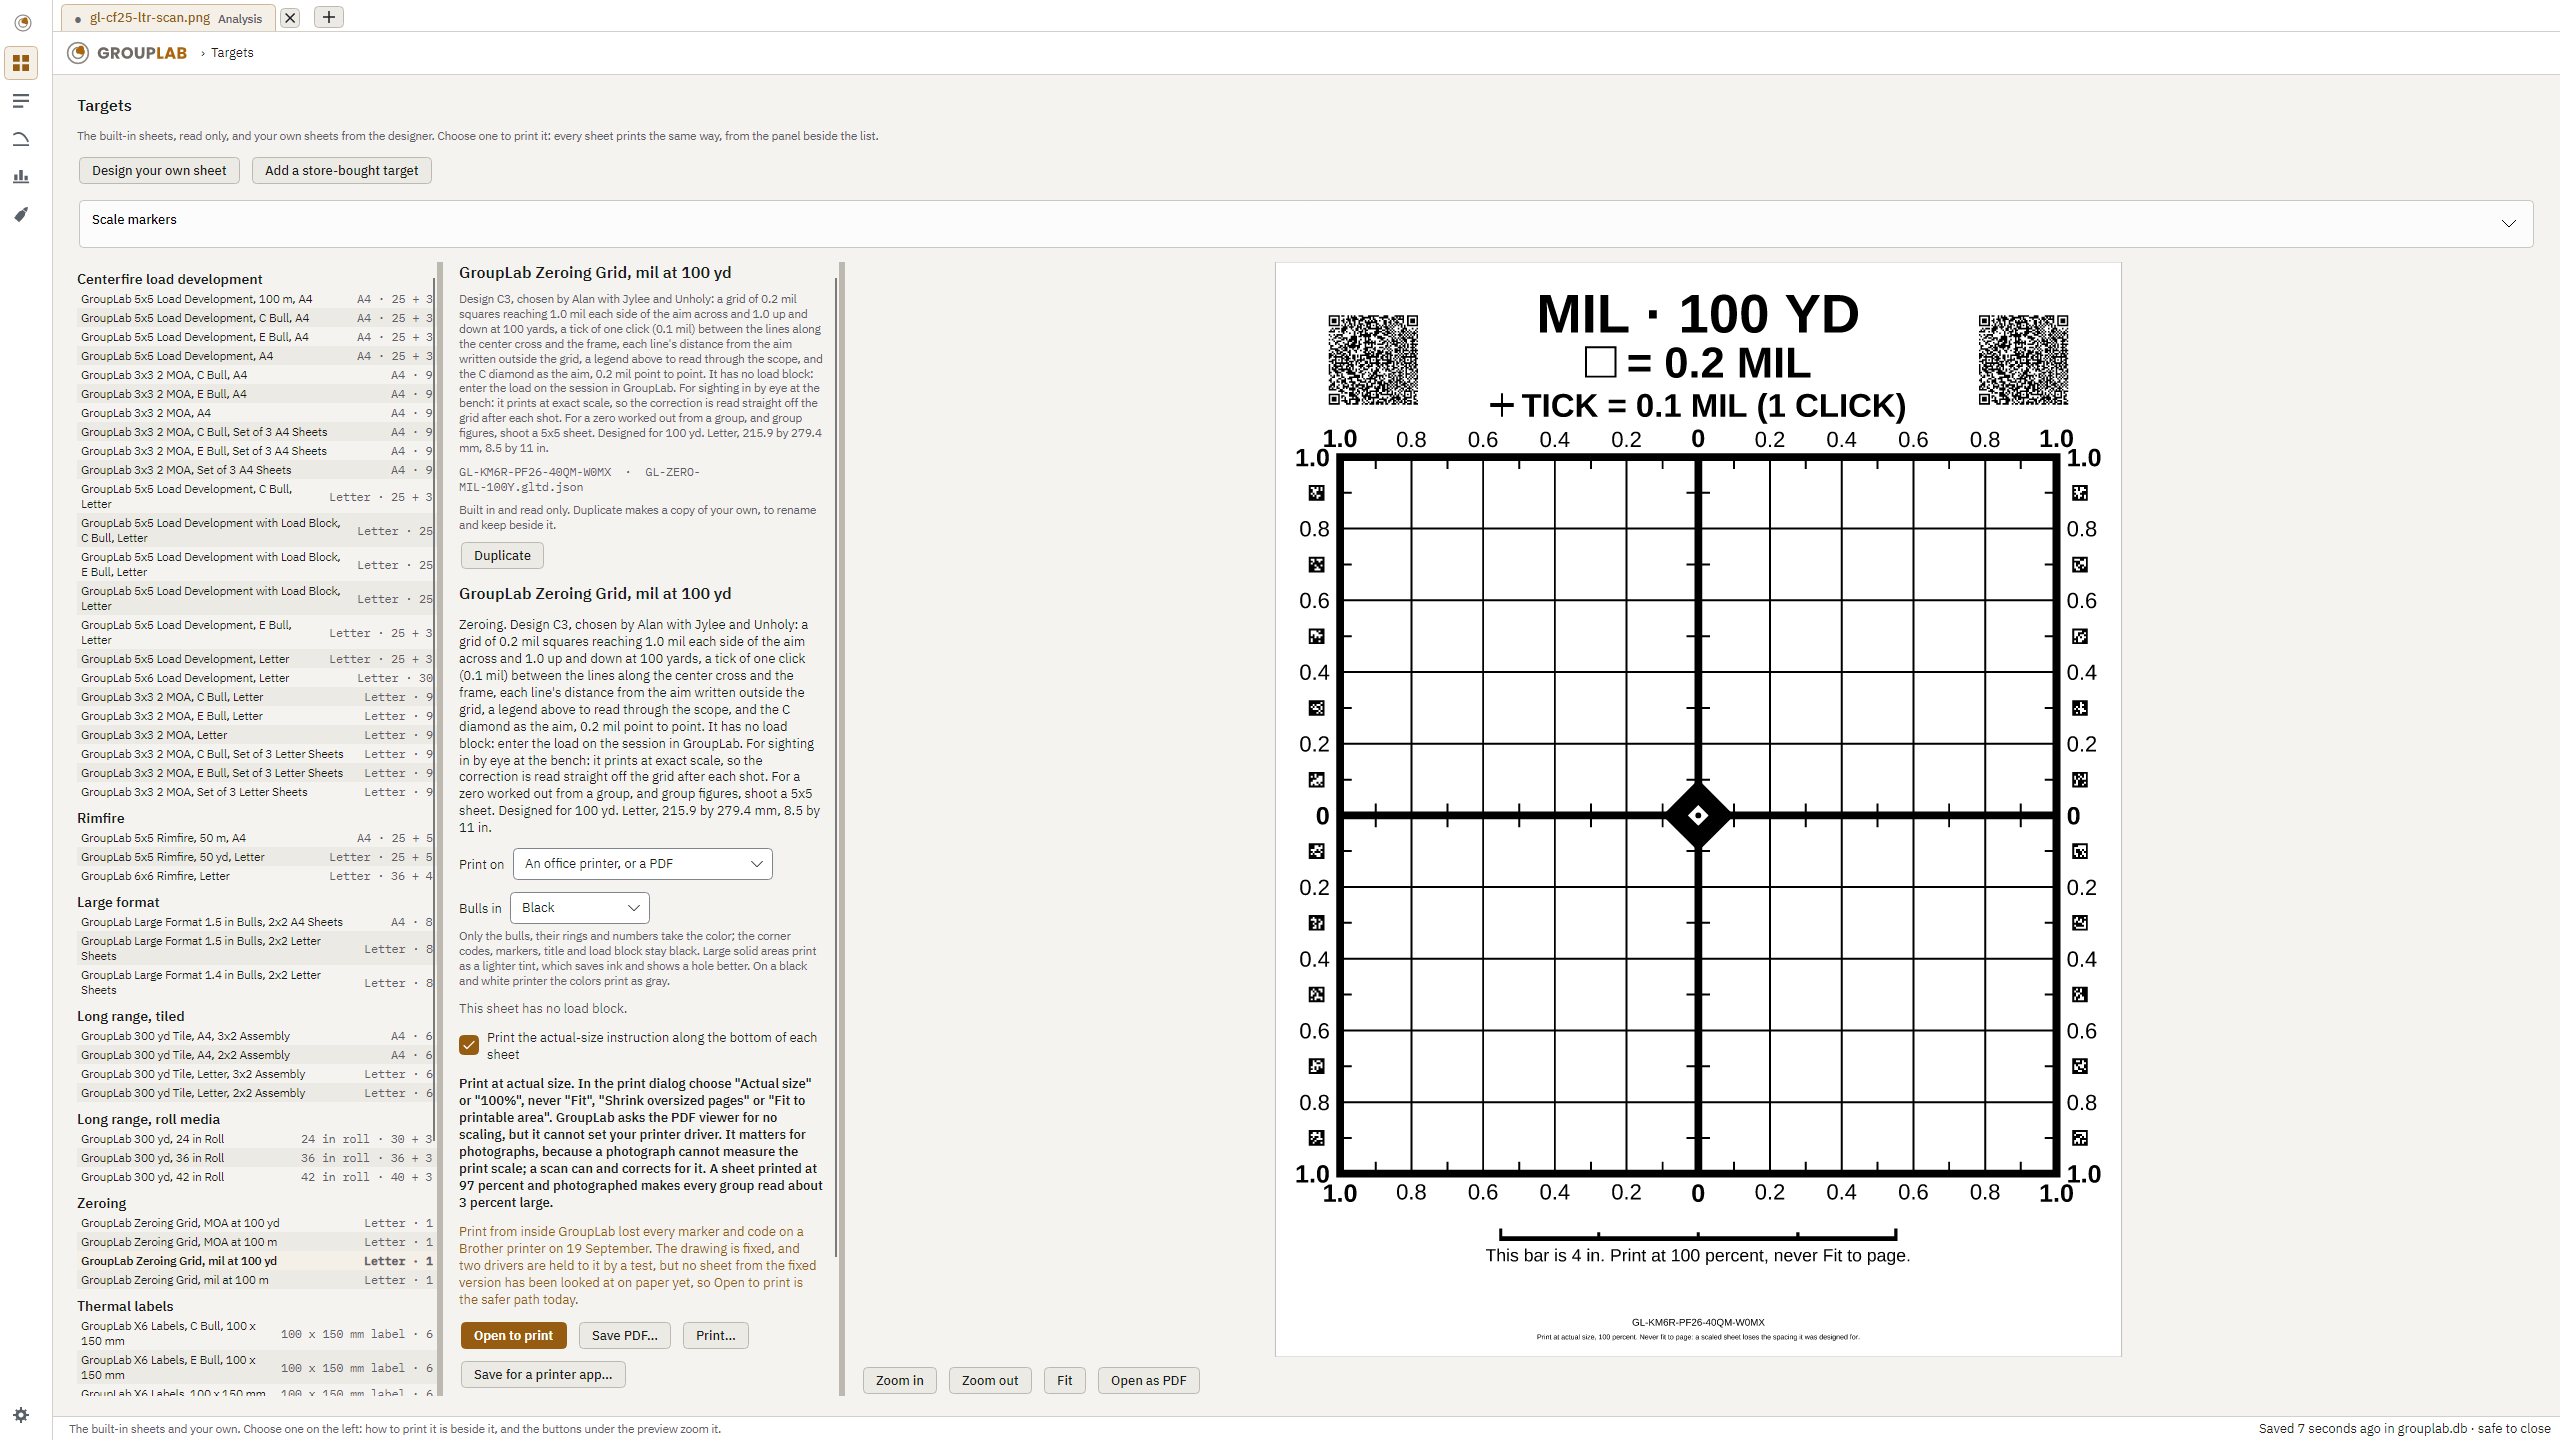 gl-cf25-ltr-scan.png Analysis
GROUPLAB › Targets
Targets
The built-in sheets, read only, and your own sheets from the designer. Choose one to print it: every sheet prints the same way, from the panel beside the list.
Design your own sheet
Add a store-bought target
Scale markers
Centerfire load development
GroupLab 5x5 Load Development, 100 m, A4 A4 · 25 + 3
GroupLab 5x5 Load Development, C Bull, A4 A4 · 25 + 3
GroupLab 5x5 Load Development, E Bull, A4 A4 · 25 + 3
GroupLab 5x5 Load Development, A4 A4 · 25 + 3
GroupLab 3x3 2 MOA, C Bull, A4 A4 · 9
GroupLab 3x3 2 MOA, E Bull, A4 A4 · 9
GroupLab 3x3 2 MOA, A4 A4 · 9
GroupLab 3x3 2 MOA, C Bull, Set of 3 A4 Sheets A4 · 9
GroupLab 3x3 2 MOA, E Bull, Set of 3 A4 Sheets A4 · 9
GroupLab 3x3 2 MOA, Set of 3 A4 Sheets A4 · 9
GroupLab 5x5 Load Development, C Bull,
Letter Letter · 25 + 3
GroupLab 5x5 Load Development with Load Block,
C Bull, Letter Letter · 25
GroupLab 5x5 Load Development with Load Block,
E Bull, Letter Letter · 25
GroupLab 5x5 Load Development with Load Block,
Letter Letter · 25
GroupLab 5x5 Load Development, E Bull,
Letter Letter · 25 + 3
GroupLab 5x5 Load Development, Letter Letter · 25 + 3
GroupLab 5x6 Load Development, Letter Letter · 30
GroupLab 3x3 2 MOA, C Bull, Letter Letter · 9
GroupLab 3x3 2 MOA, E Bull, Letter Letter · 9
GroupLab 3x3 2 MOA, Letter Letter · 9
GroupLab 3x3 2 MOA, C Bull, Set of 3 Letter Sheets Letter · 9
GroupLab 3x3 2 MOA, E Bull, Set of 3 Letter Sheets Letter · 9
GroupLab 3x3 2 MOA, Set of 3 Letter Sheets Letter · 9
Rimfire
GroupLab 5x5 Rimfire, 50 m, A4 A4 · 25 + 5
GroupLab 5x5 Rimfire, 50 yd, Letter Letter · 25 + 5
GroupLab 6x6 Rimfire, Letter Letter · 36 + 4
Large format
GroupLab Large Format 1.5 in Bulls, 2x2 A4 Sheets A4 · 8
GroupLab Large Format 1.5 in Bulls, 2x2 Letter
Sheets Letter · 8
GroupLab Large Format 1.4 in Bulls, 2x2 Letter
Sheets Letter · 8
Long range, tiled
GroupLab 300 yd Tile, A4, 3x2 Assembly A4 · 6
GroupLab 300 yd Tile, A4, 2x2 Assembly A4 · 6
GroupLab 300 yd Tile, Letter, 3x2 Assembly Letter · 6
GroupLab 300 yd Tile, Letter, 2x2 Assembly Letter · 6
Long range, roll media
GroupLab 300 yd, 24 in Roll 24 in roll · 30 + 3
GroupLab 300 yd, 36 in Roll 36 in roll · 36 + 3
GroupLab 300 yd, 42 in Roll 42 in roll · 40 + 3
Zeroing
GroupLab Zeroing Grid, MOA at 100 yd Letter · 1
GroupLab Zeroing Grid, MOA at 100 m Letter · 1
GroupLab Zeroing Grid, mil at 100 yd Letter · 1
GroupLab Zeroing Grid, mil at 100 m Letter · 1
Thermal labels
GroupLab X6 Labels, C Bull, 100 x
150 mm 100 x 150 mm label · 6
GroupLab X6 Labels, E Bull, 100 x
150 mm 100 x 150 mm label · 6
GroupLab X6 Labels, 100 x 150 mm 100 x 150 mm label · 6
GroupLab Zeroing Grid, mil at 100 yd
Design C3, chosen by Alan with Jylee and Unholy: a grid of 0.2 mil
squares reaching 1.0 mil each side of the aim across and 1.0 up and
down at 100 yards, a tick of one click (0.1 mil) between the lines along
the center cross and the frame, each line's distance from the aim
written outside the grid, a legend above to read through the scope, and
the C diamond as the aim, 0.2 mil point to point. It has no load block:
enter the load on the session in GroupLab. For sighting in by eye at the
bench: it prints at exact scale, so the correction is read straight off the
grid after each shot. For a zero worked out from a group, and group
figures, shoot a 5x5 sheet. Designed for 100 yd. Letter, 215.9 by 279.4
mm, 8.5 by 11 in.
GL-KM6R-PF26-40QM-W0MX · GL-ZERO-
MIL-100Y.gltd.json
Built in and read only. Duplicate makes a copy of your own, to rename
and keep beside it.
Duplicate
GroupLab Zeroing Grid, mil at 100 yd
Zeroing. Design C3, chosen by Alan with Jylee and Unholy: a
grid of 0.2 mil squares reaching 1.0 mil each side of the aim
across and 1.0 up and down at 100 yards, a tick of one click
(0.1 mil) between the lines along the center cross and the
frame, each line's distance from the aim written outside the
grid, a legend above to read through the scope, and the C
diamond as the aim, 0.2 mil point to point. It has no load
block: enter the load on the session in GroupLab. For sighting
in by eye at the bench: it prints at exact scale, so the
correction is read straight off the grid after each shot. For a
zero worked out from a group, and group figures, shoot a 5x5
sheet. Designed for 100 yd. Letter, 215.9 by 279.4 mm, 8.5 by
11 in.
Print on An office printer, or a PDF
Bulls in Black
Only the bulls, their rings and numbers take the color; the corner
codes, markers, title and load block stay black. Large solid areas print
as a lighter tint, which saves ink and shows a hole better. On a black
and white printer the colors print as gray.
This sheet has no load block.
Print the actual-size instruction along the bottom of each
sheet
Print at actual size. In the print dialog choose "Actual size"
or "100%", never "Fit", "Shrink oversized pages" or "Fit to
printable area". GroupLab asks the PDF viewer for no
scaling, but it cannot set your printer driver. It matters for
photographs, because a photograph cannot measure the
print scale; a scan can and corrects for it. A sheet printed at
97 percent and photographed makes every group read about
3 percent large.
Print from inside GroupLab lost every marker and code on a
Brother printer on 19 September. The drawing is fixed, and
two drivers are held to it by a test, but no sheet from the fixed
version has been looked at on paper yet, so Open to print is
the safer path today.
Open to print
Save PDF...
Print...
Save for a printer app...
MIL · 100 YD
= 0.2 MIL
TICK = 0.1 MIL (1 CLICK)
1.0 0.8 0.6 0.4 0.2 0 0.2 0.4 0.6 0.8 1.0
1.0 1.0
0.8 0.8
0.6 0.6
0.4 0.4
0.2 0.2
0 0
0.2 0.2
0.4 0.4
0.6 0.6
0.8 0.8
1.0 1.0
1.0 0.8 0.6 0.4 0.2 0 0.2 0.4 0.6 0.8 1.0
This bar is 4 in. Print at 100 percent, never Fit to page.
GL-KM6R-PF26-40QM-W0MX
Print at actual size, 100 percent. Never fit to page: a scaled sheet loses the spacing it was designed for.
Zoom in
Zoom out
Fit
Open as PDF
The built-in sheets and your own. Choose one on the left: how to print it is beside it, and the buttons under the preview zoom it.
Saved 7 seconds ago in grouplab.db · safe to close